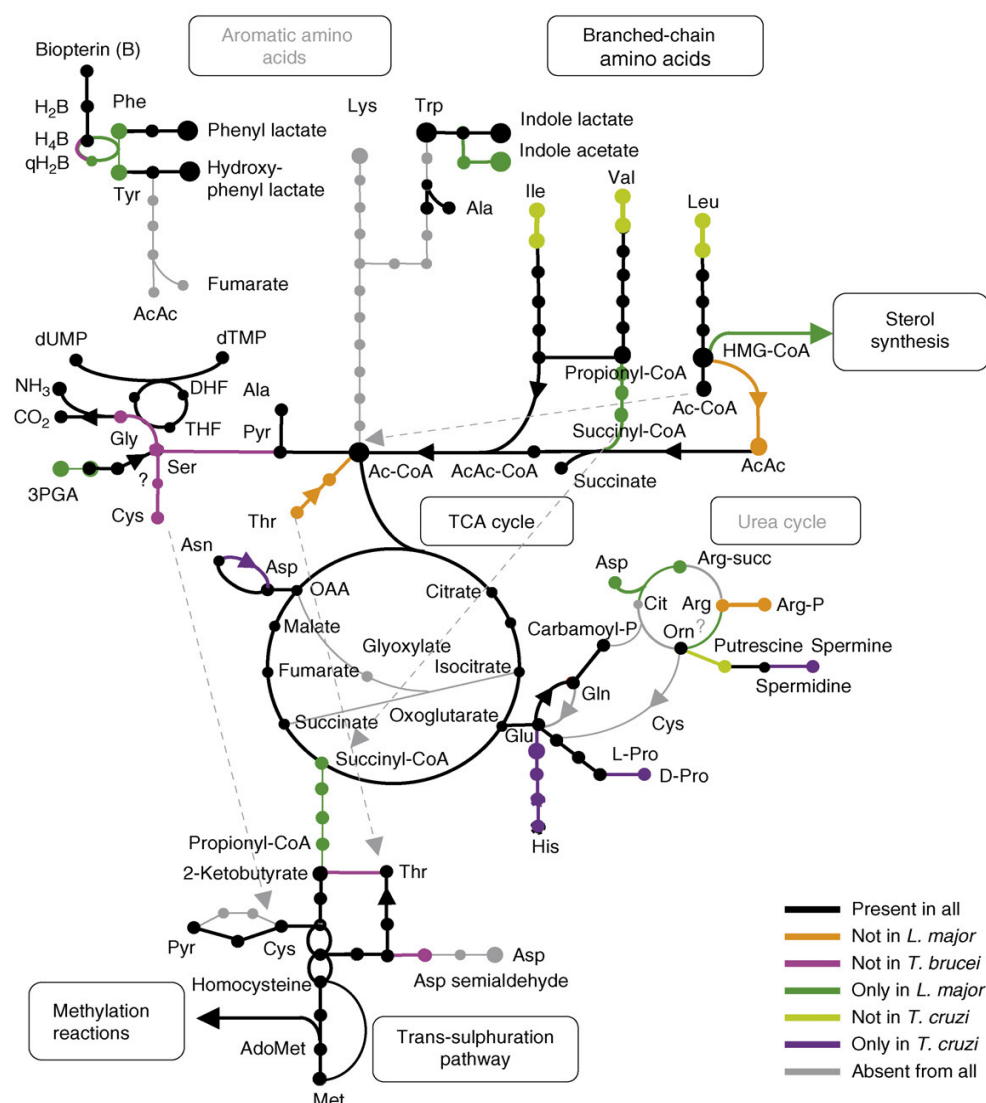 Aromatic amino
acids
Branched-chain
amino acids
Biopterin (B)
H₂B
Phe
H₄B
qH₂B
Phenyl lactate
Tyr
Hydroxy-
phenyl lactate
Fumarate
AcAc
Lys
Trp
Indole lactate
Indole acetate
Ala
Ile
Val
Leu
HMG-CoA
Sterol
synthesis
Propionyl-CoA
Ac-CoA
Succinyl-CoA
AcAc
dUMP
dTMP
NH₃
DHF
CO₂
THF
Gly
Ala
Pyr
Ser
3PGA
?
Cys
Ac-CoA
AcAc-CoA
Succinate
Thr
TCA cycle
Urea cycle
Asn
Asp
OAA
Citrate
Malate
Glyoxylate
Fumarate
Isocitrate
Succinate
Oxoglutarate
Succinyl-CoA
Asp
Arg-succ
Cit
Arg
Arg-P
Carbamoyl-P
Orn
?
Putrescine
Spermine
Spermidine
Gln
Glu
Cys
L-Pro
D-Pro
His
Propionyl-CoA
2-Ketobutyrate
Thr
Pyr
Cys
Asp
Asp semialdehyde
Homocysteine
Methylation
reactions
AdoMet
Trans-sulphuration
pathway
Met
Present in all
Not in L. major
Not in T. brucei
Only in L. major
Not in T. cruzi
Only in T. cruzi
Absent from all